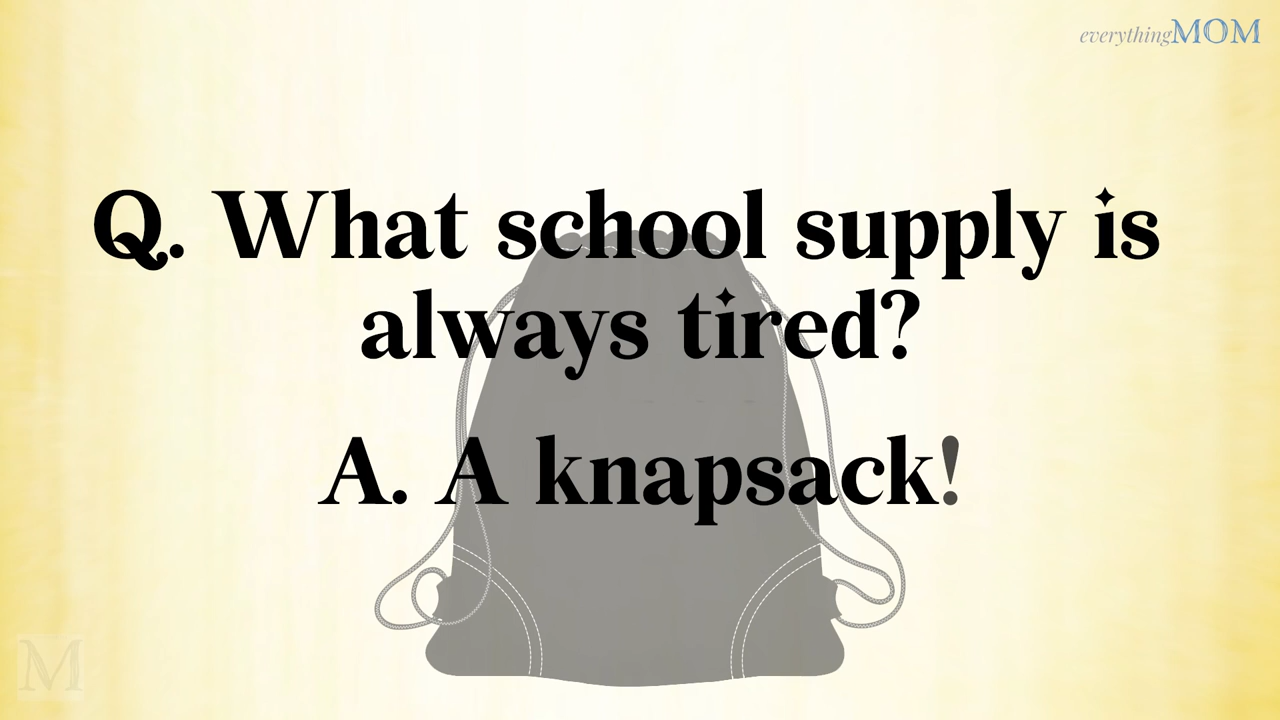 everythingMOM
Q. What school supply is
always tired?
A. A knapsack!
M